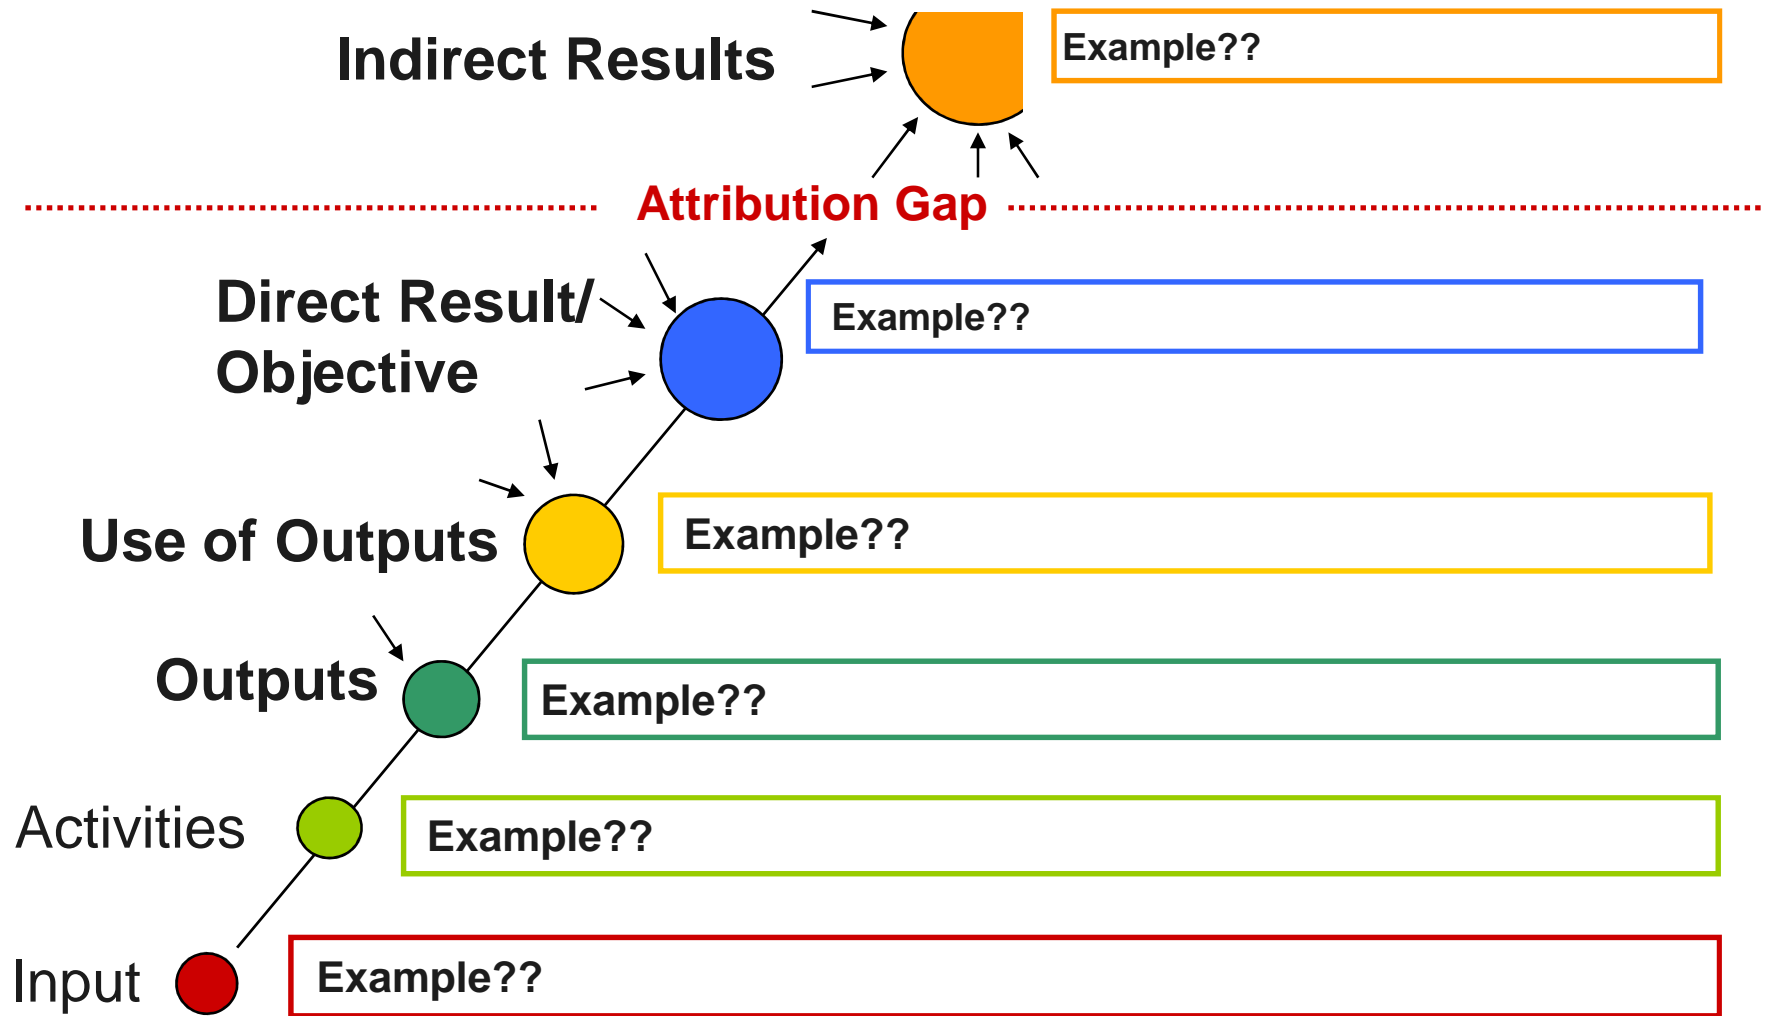 Indirect Results
Example??
Attribution Gap
Direct Result/
Objective
Example??
Use of Outputs
Example??
Outputs
Example??
Activities
Example??
Input
Example??